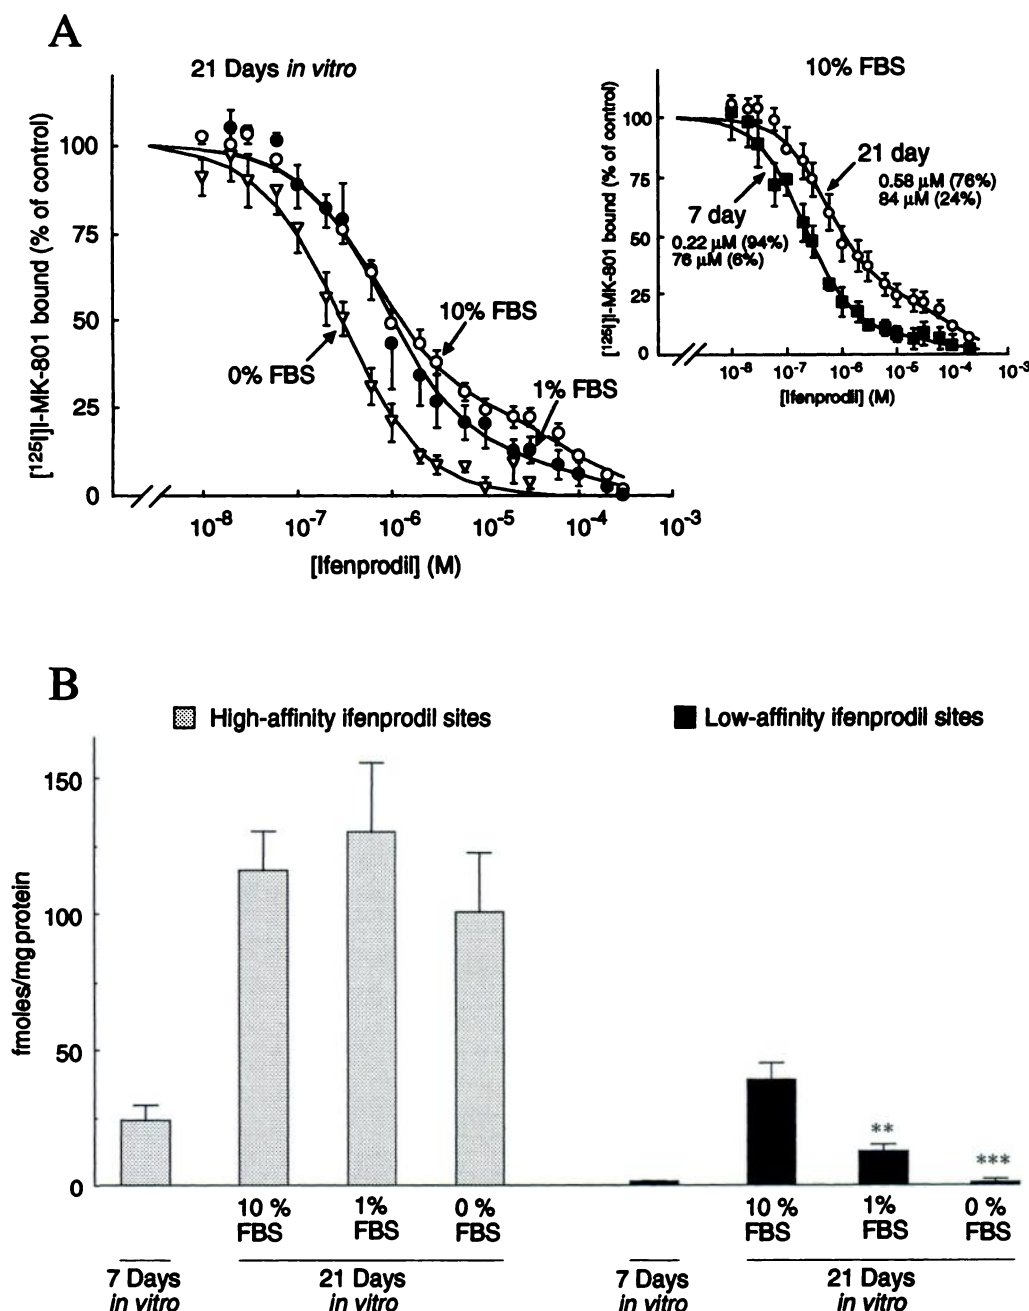 A
21 Days in vitro
[125I]I-MK-801 bound (% of control)
100
75
50
25
0
10% FBS
0% FBS
1% FBS
10-8
10-7
10-6
10-5
10-4
10-3
[Ifenprodil] (M)
10% FBS
[125I]I-MK-801 bound (% of control)
100
75
50
25
0
21 day
0.58 µM (76%)
84 µM (24%)
7 day
0.22 µM (94%)
76 µM (6%)
10-8
10-7
10-6
10-5
10-4
10-3
[Ifenprodil] (M)
B
High-affinity ifenprodil sites
Low-affinity ifenprodil sites
fmoles/mg protein
150
100
50
0
**
***
10 %
FBS
1%
FBS
0 %
FBS
10 %
FBS
1%
FBS
0 %
FBS
7 Days
in vitro
21 Days
in vitro
7 Days
in vitro
21 Days
in vitro